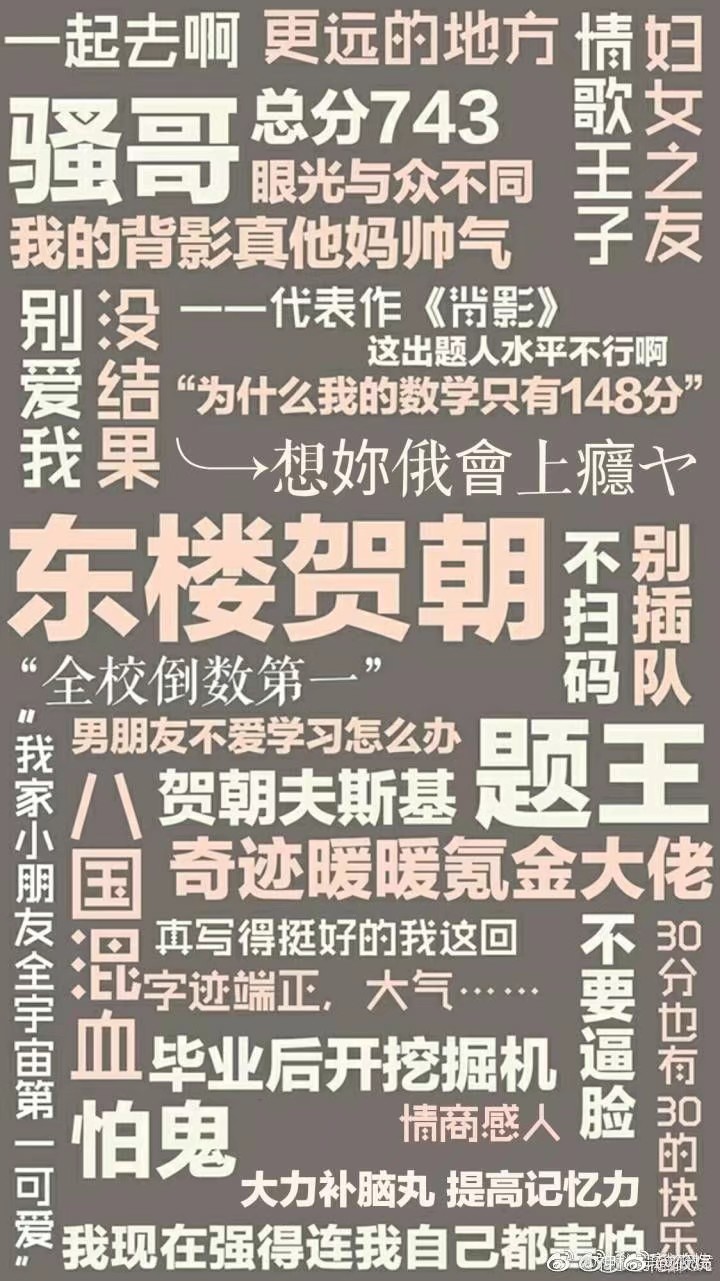 一起去啊
更远的地方
情歌王子
妇女之友
骚哥
总分743
眼光与众不同
我的背影真他妈帅气
别爱我
没结果
——代表作《背影》
这出题人水平不行啊
“为什么我的数学只有148分”
想妳俄會上癮ヤ
东楼贺朝
不扫码
别插队
“全校倒数第一”
男朋友不爱学习怎么办
题王
“我家小朋友全宇宙第一可爱”
八国混血
贺朝夫斯基
奇迹暖暖氪金大佬
再写得挺好的我这回
字迹端正，大气……
不要逼脸
30分也有30的快乐
毕业后开挖掘机
怕鬼
情商感人
大力补脑丸 提高记忆力
我现在强得连我自己都害怕